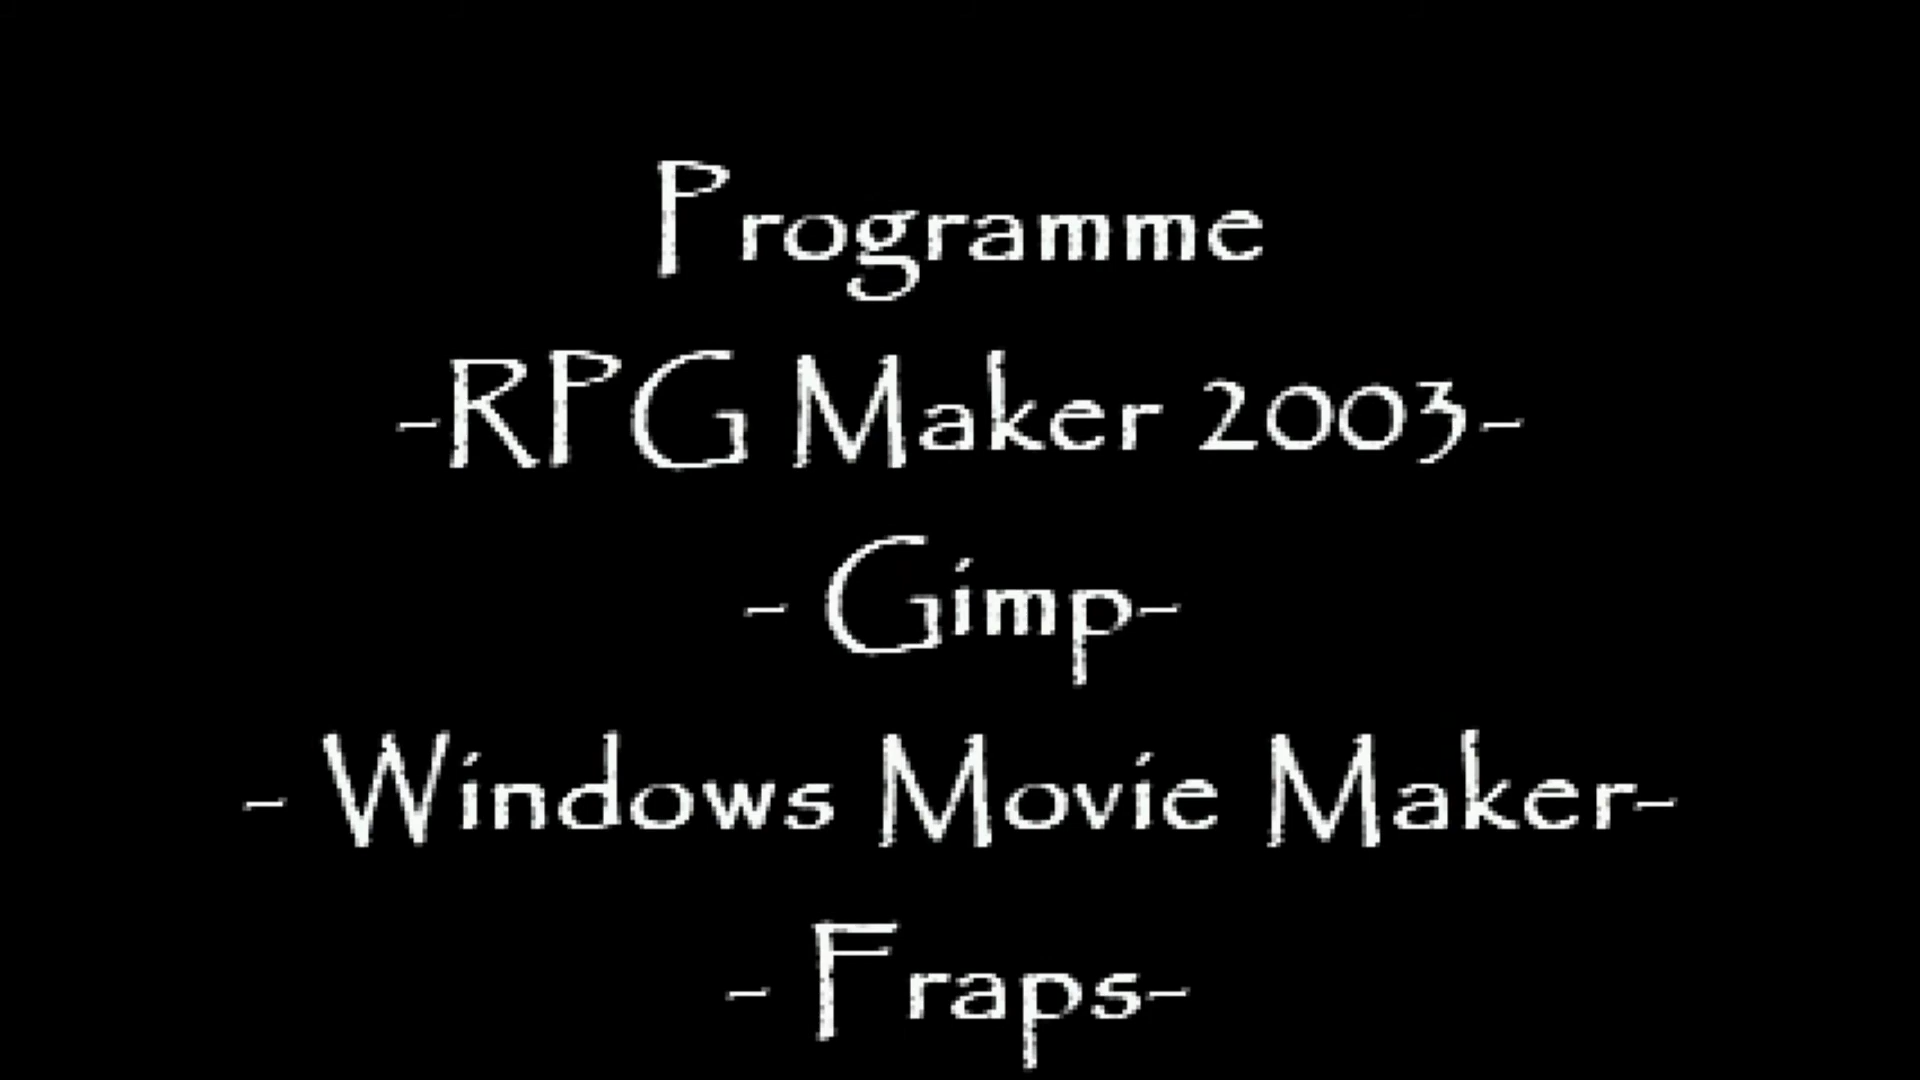 Programme
-RPG Maker 2003-
- Gimp-
- Windows Movie Maker-
- Fraps-